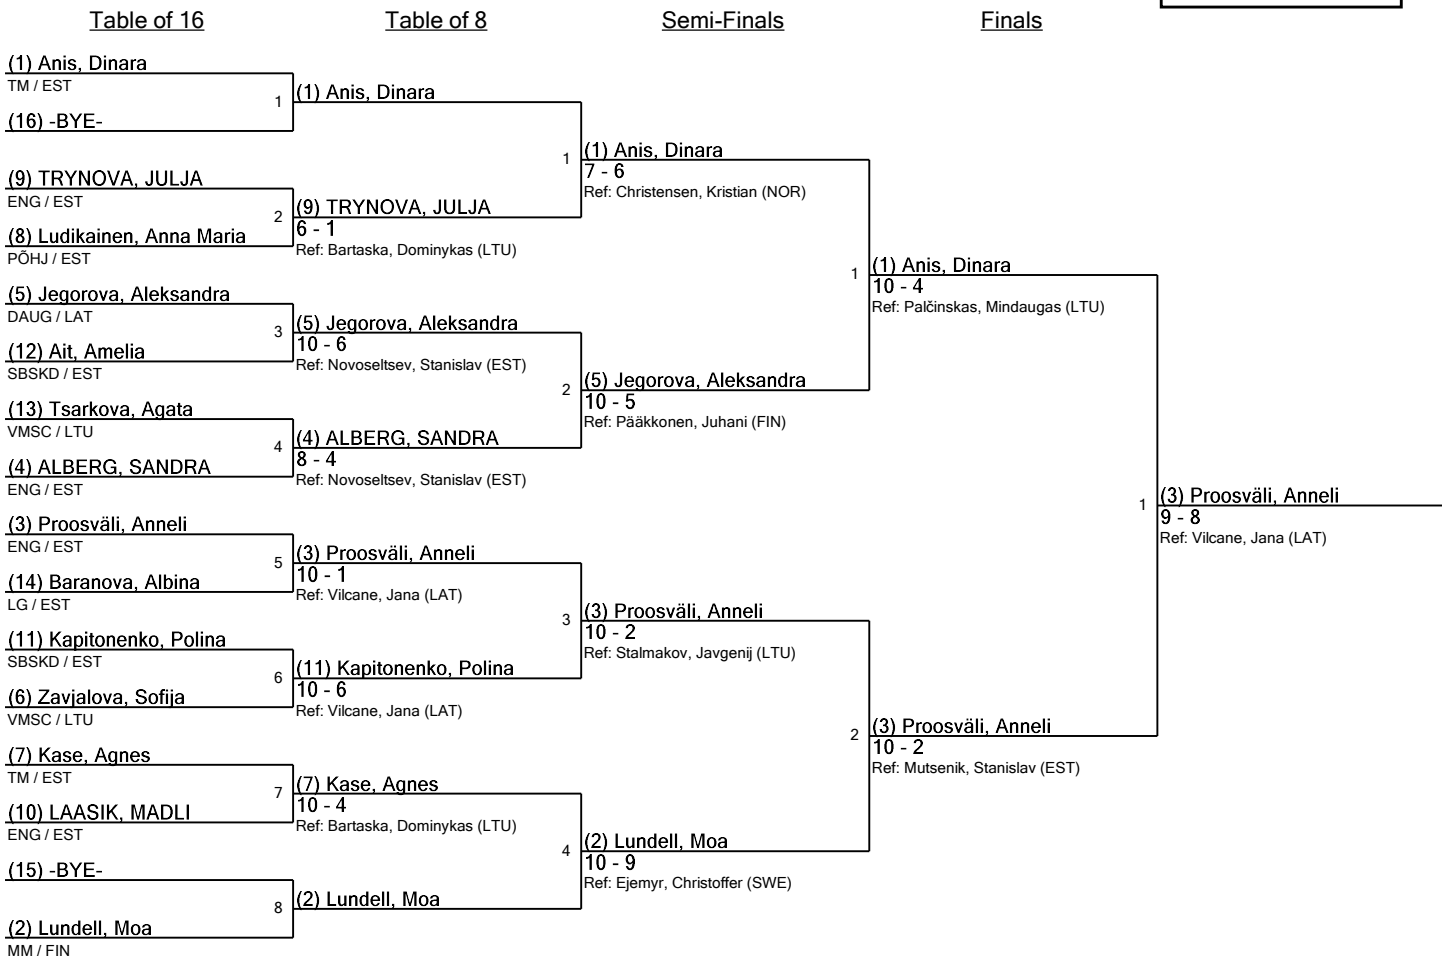 Table of 16
Table of 8
Semi-Finals
Finals
(1) Anis, Dinara
TM / EST
1
(16) -BYE-
(9) TRYNOVA, JULJA
ENG / EST
2
(8) Ludikainen, Anna Maria
PÕHJ / EST
(5) Jegorova, Aleksandra
DAUG / LAT
3
(12) Ait, Amelia
SBSKD / EST
(13) Tsarkova, Agata
VMSC / LTU
4
(4) ALBERG, SANDRA
ENG / EST
(3) Proosväli, Anneli
ENG / EST
5
(14) Baranova, Albina
LG / EST
(11) Kapitonenko, Polina
SBSKD / EST
6
(6) Zavjalova, Sofija
VMSC / LTU
(7) Kase, Agnes
TM / EST
7
(10) LAASIK, MADLI
ENG / EST
(15) -BYE-
8
(2) Lundell, Moa
MM / FIN
(1) Anis, Dinara
1
(9) TRYNOVA, JULJA
6 - 1
Ref: Bartaska, Dominykas (LTU)
(5) Jegorova, Aleksandra
10 - 6
Ref: Novoseltsev, Stanislav (EST)
2
(4) ALBERG, SANDRA
8 - 4
Ref: Novoseltsev, Stanislav (EST)
(3) Proosväli, Anneli
10 - 1
Ref: Vilcane, Jana (LAT)
3
(11) Kapitonenko, Polina
10 - 6
Ref: Vilcane, Jana (LAT)
(7) Kase, Agnes
10 - 4
Ref: Bartaska, Dominykas (LTU)
4
(2) Lundell, Moa
(1) Anis, Dinara
7 - 6
Ref: Christensen, Kristian (NOR)
1
(5) Jegorova, Aleksandra
10 - 5
Ref: Pääkkonen, Juhani (FIN)
(3) Proosväli, Anneli
10 - 2
Ref: Stalmakov, Javgenij (LTU)
2
(2) Lundell, Moa
10 - 9
Ref: Ejemyr, Christoffer (SWE)
(1) Anis, Dinara
10 - 4
Ref: Palčinskas, Mindaugas (LTU)
1
(3) Proosväli, Anneli
10 - 2
Ref: Mutsenik, Stanislav (EST)
(3) Proosväli, Anneli
9 - 8
Ref: Vilcane, Jana (LAT)